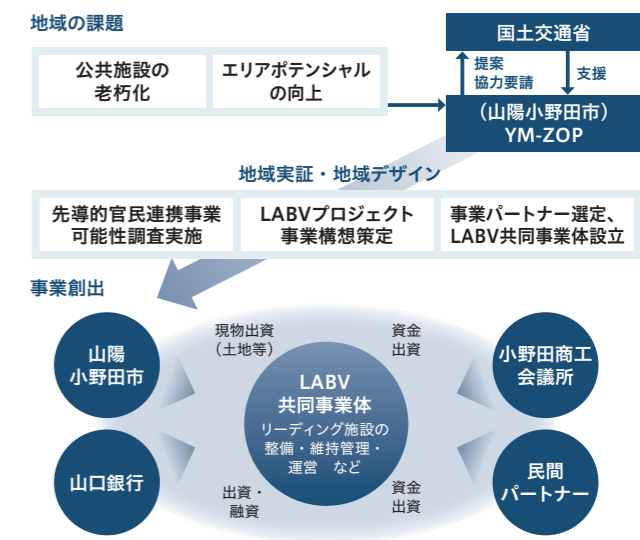 地域の課題
国土交通省
公共施設の
老朽化
エリアポテンシャル
の向上
提案
協力要請
支援
（山陽小野田市）
YM-ZOP
地域実証・地域デザイン
先導的官民連携事業
可能性調査実施
LABVプロジェクト
事業構想策定
事業パートナー選定、
LABV共同事業体設立
事業創出
山陽
小野田市
現物出資
（土地等）
資金
出資
小野田商工
会議所
LABV
共同事業体
リーディング施設の
整備・維持管理・
運営　など
山口銀行
出資・
融資
資金
出資
民間
パートナー